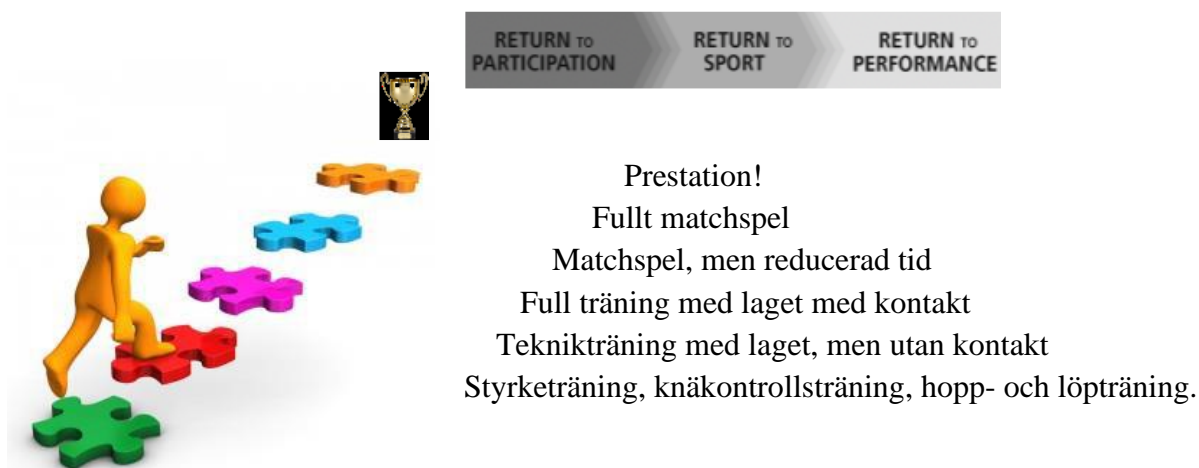 RETURN TO PARTICIPATION
RETURN TO SPORT
RETURN TO PERFORMANCE
Prestation!
Fullt matchspel
Matchspel, men reducerad tid
Full träning med laget med kontakt
Teknikträning med laget, men utan kontakt
Styrketräning, knäkontrollsträning, hopp- och löpträning.